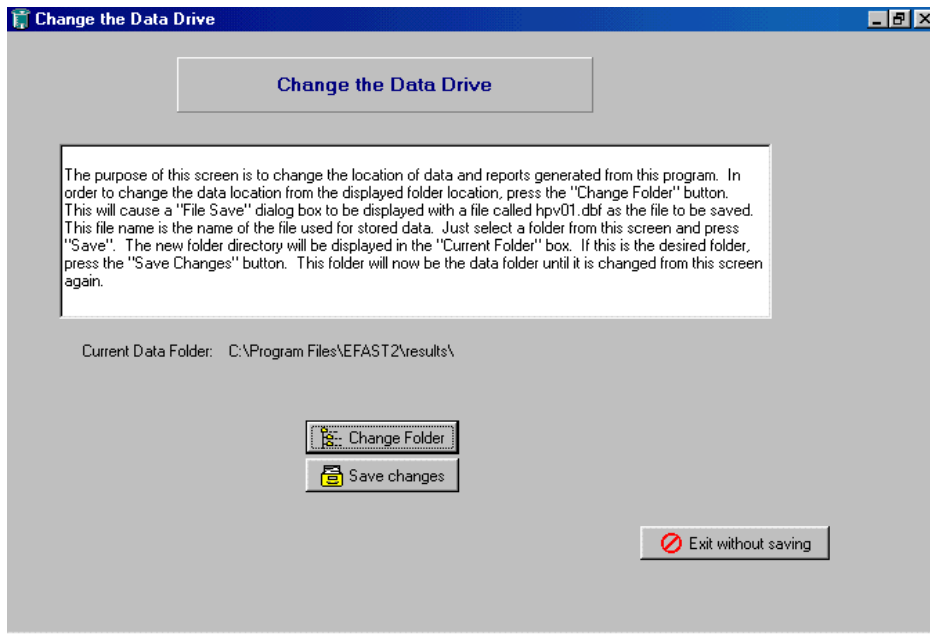 Change the Data Drive
Change the Data Drive
The purpose of this screen is to change the location of data and reports generated from this program. In
order to change the data location from the displayed folder location, press the "Change Folder" button.
This will cause a "File Save" dialog box to be displayed with a file called hpv01.dbf as the file to be saved.
This file name is the name of the file used for stored data. Just select a folder from this screen and press
"Save". The new folder directory will be displayed in the "Current Folder" box. If this is the desired folder,
press the "Save Changes" button. This folder will now be the data folder until it is changed from this screen
again.
Current Data Folder: C:\Program Files\EFAST2\results\
Change Folder
Save changes
Exit without saving